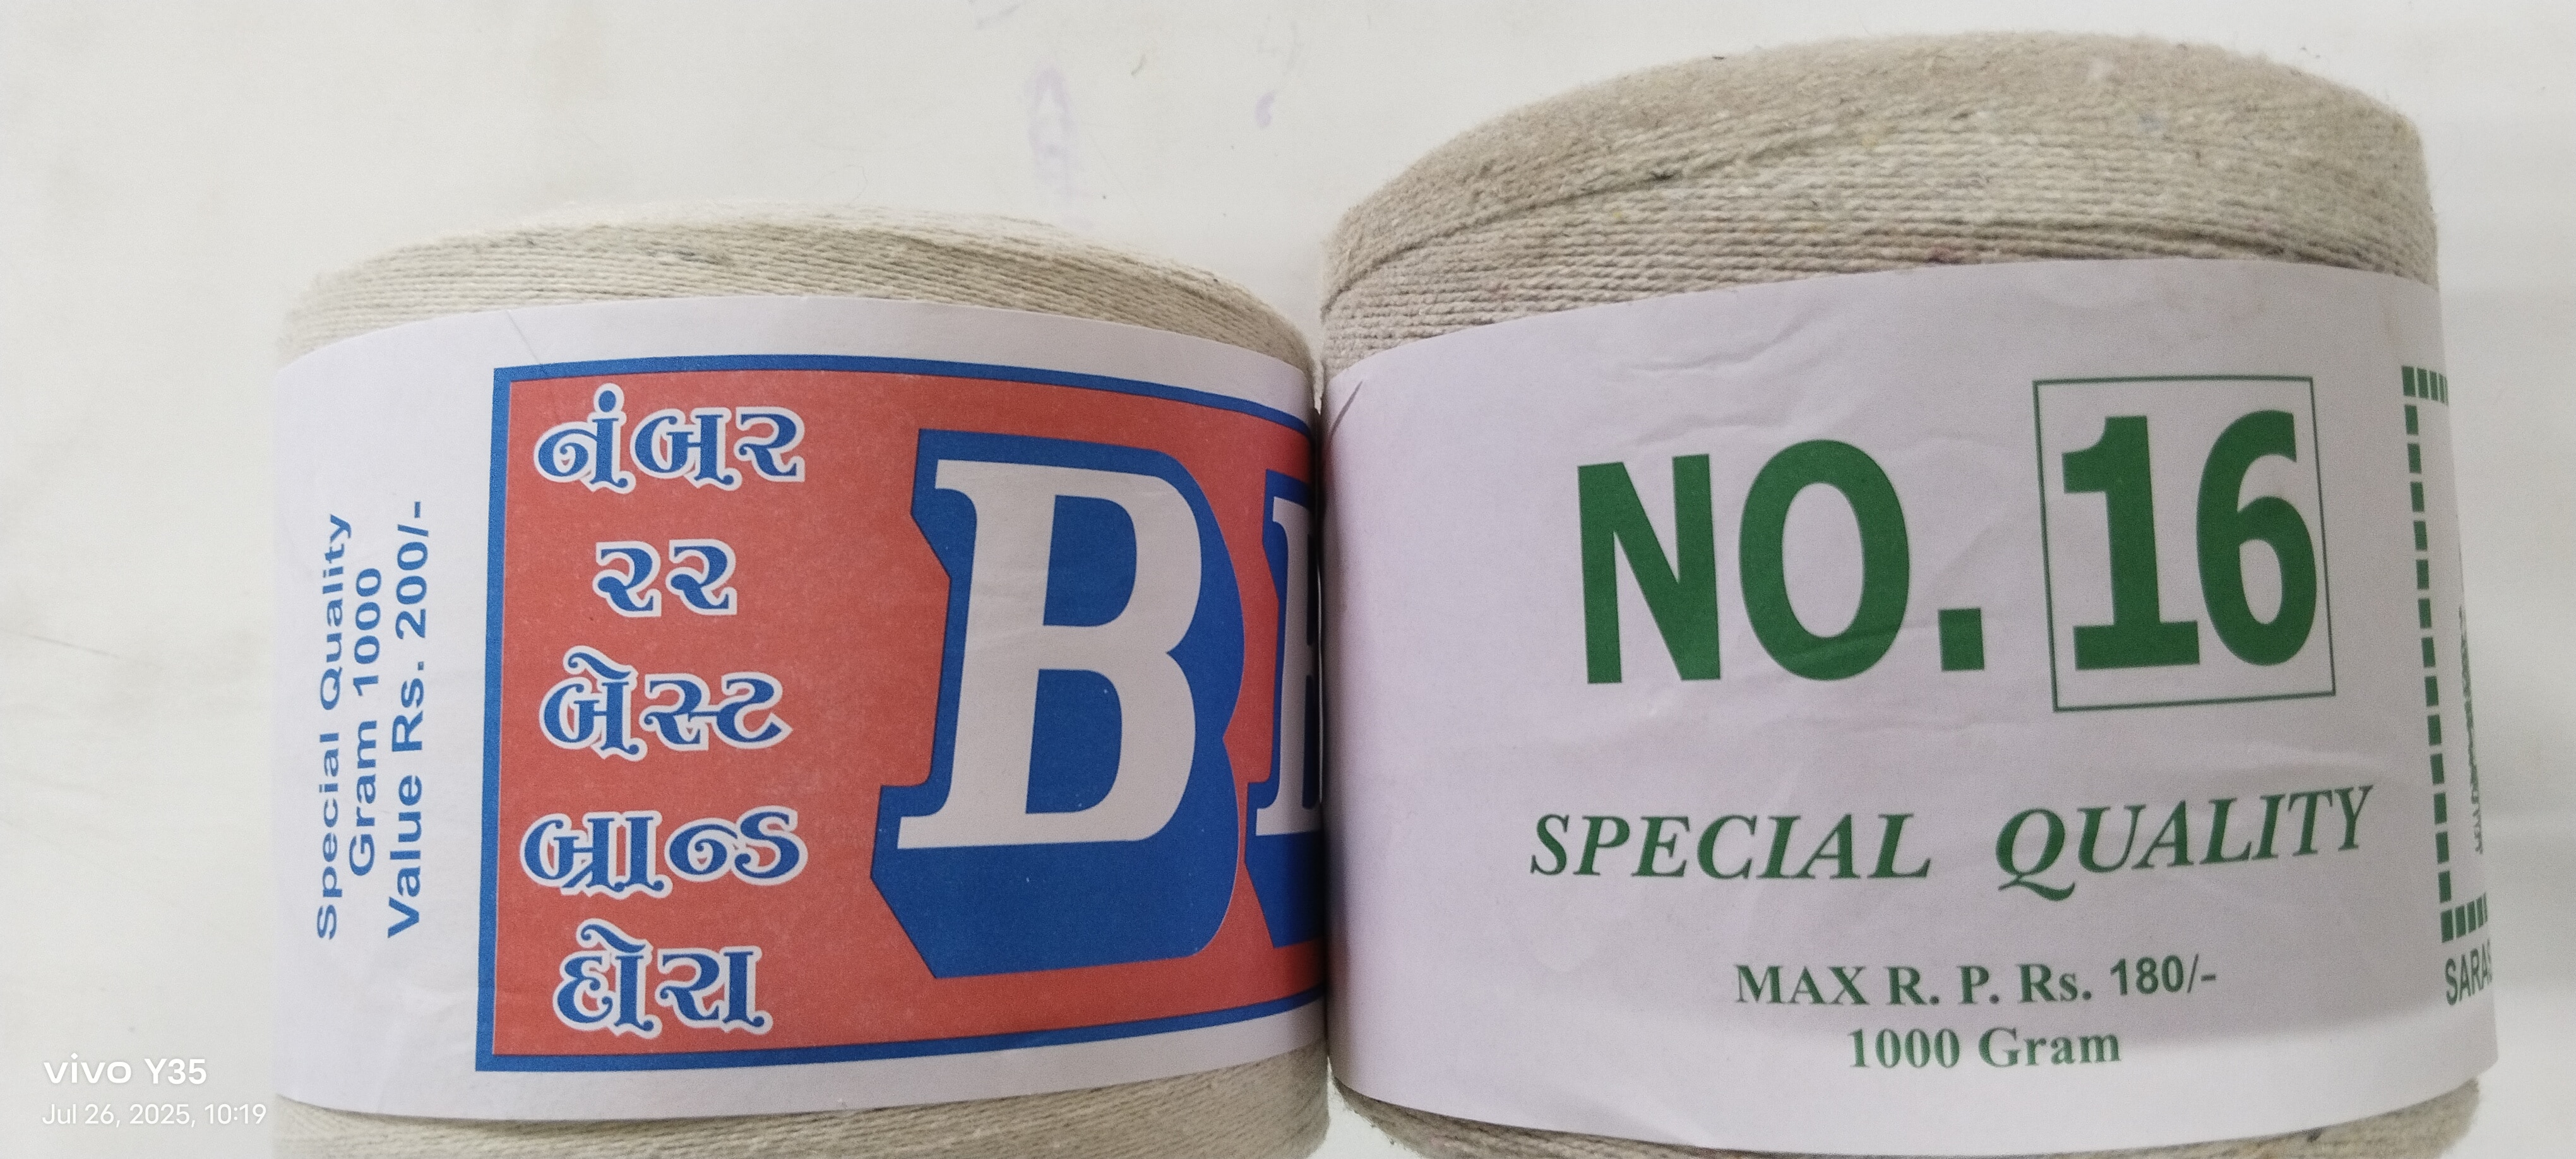 Special Quality
Gram 1000
Value Rs. 200/-
નંબર
૨૨
બેસ્ટ
બ્રાન્ડ
દોરા
B
NO. 16
SPECIAL QUALITY
MAX R. P. Rs. 180/-
1000 Gram
vivo Y35
Jul 26, 2025, 10:19